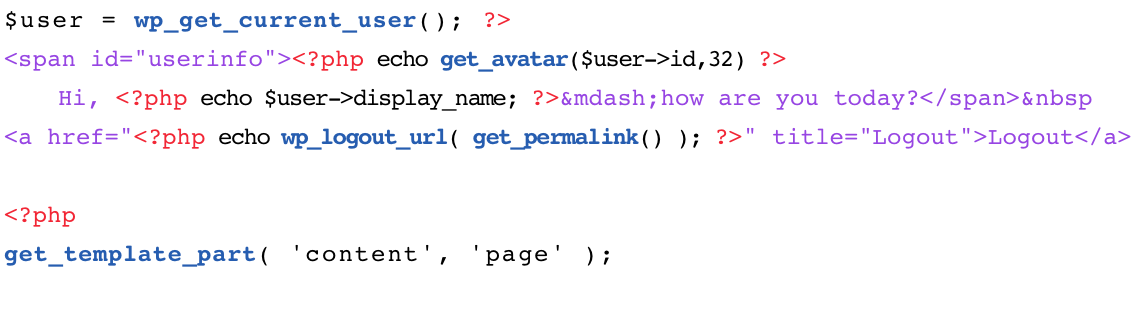 $user = wp_get_current_user(); ?>
<span id="userinfo"><?php echo get_avatar($user->id,32) ?>
Hi, <?php echo $user->display_name; ?>&mdash;how are you today?</span>&nbsp
<a href="<?php echo wp_logout_url( get_permalink() ); ?>" title="Logout">Logout</a>
<?php
get_template_part( 'content', 'page' );